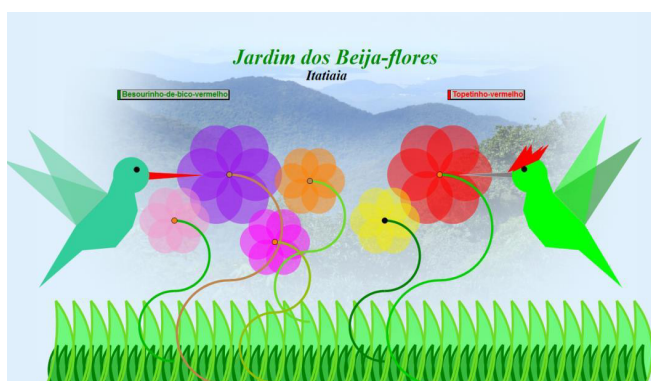 Jardim dos Beija-flores
Itatiaia
Besourinho-de-bico-vermelho
Topetinho-vermelho